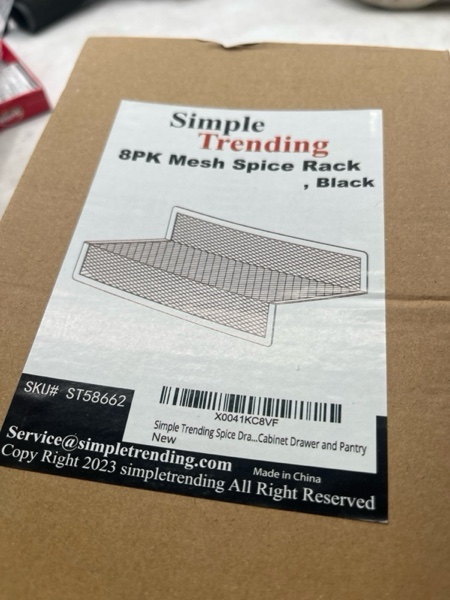 Simple
Trending
8PK Mesh Spice Rack
, Black
SKU# ST58662
X0041KC8VF
Simple Trending Spice Dra...Cabinet Drawer and Pantry
New
Service@simpletrending.com
Made in China
Copy Right 2023 simpletrending All Right Reserved